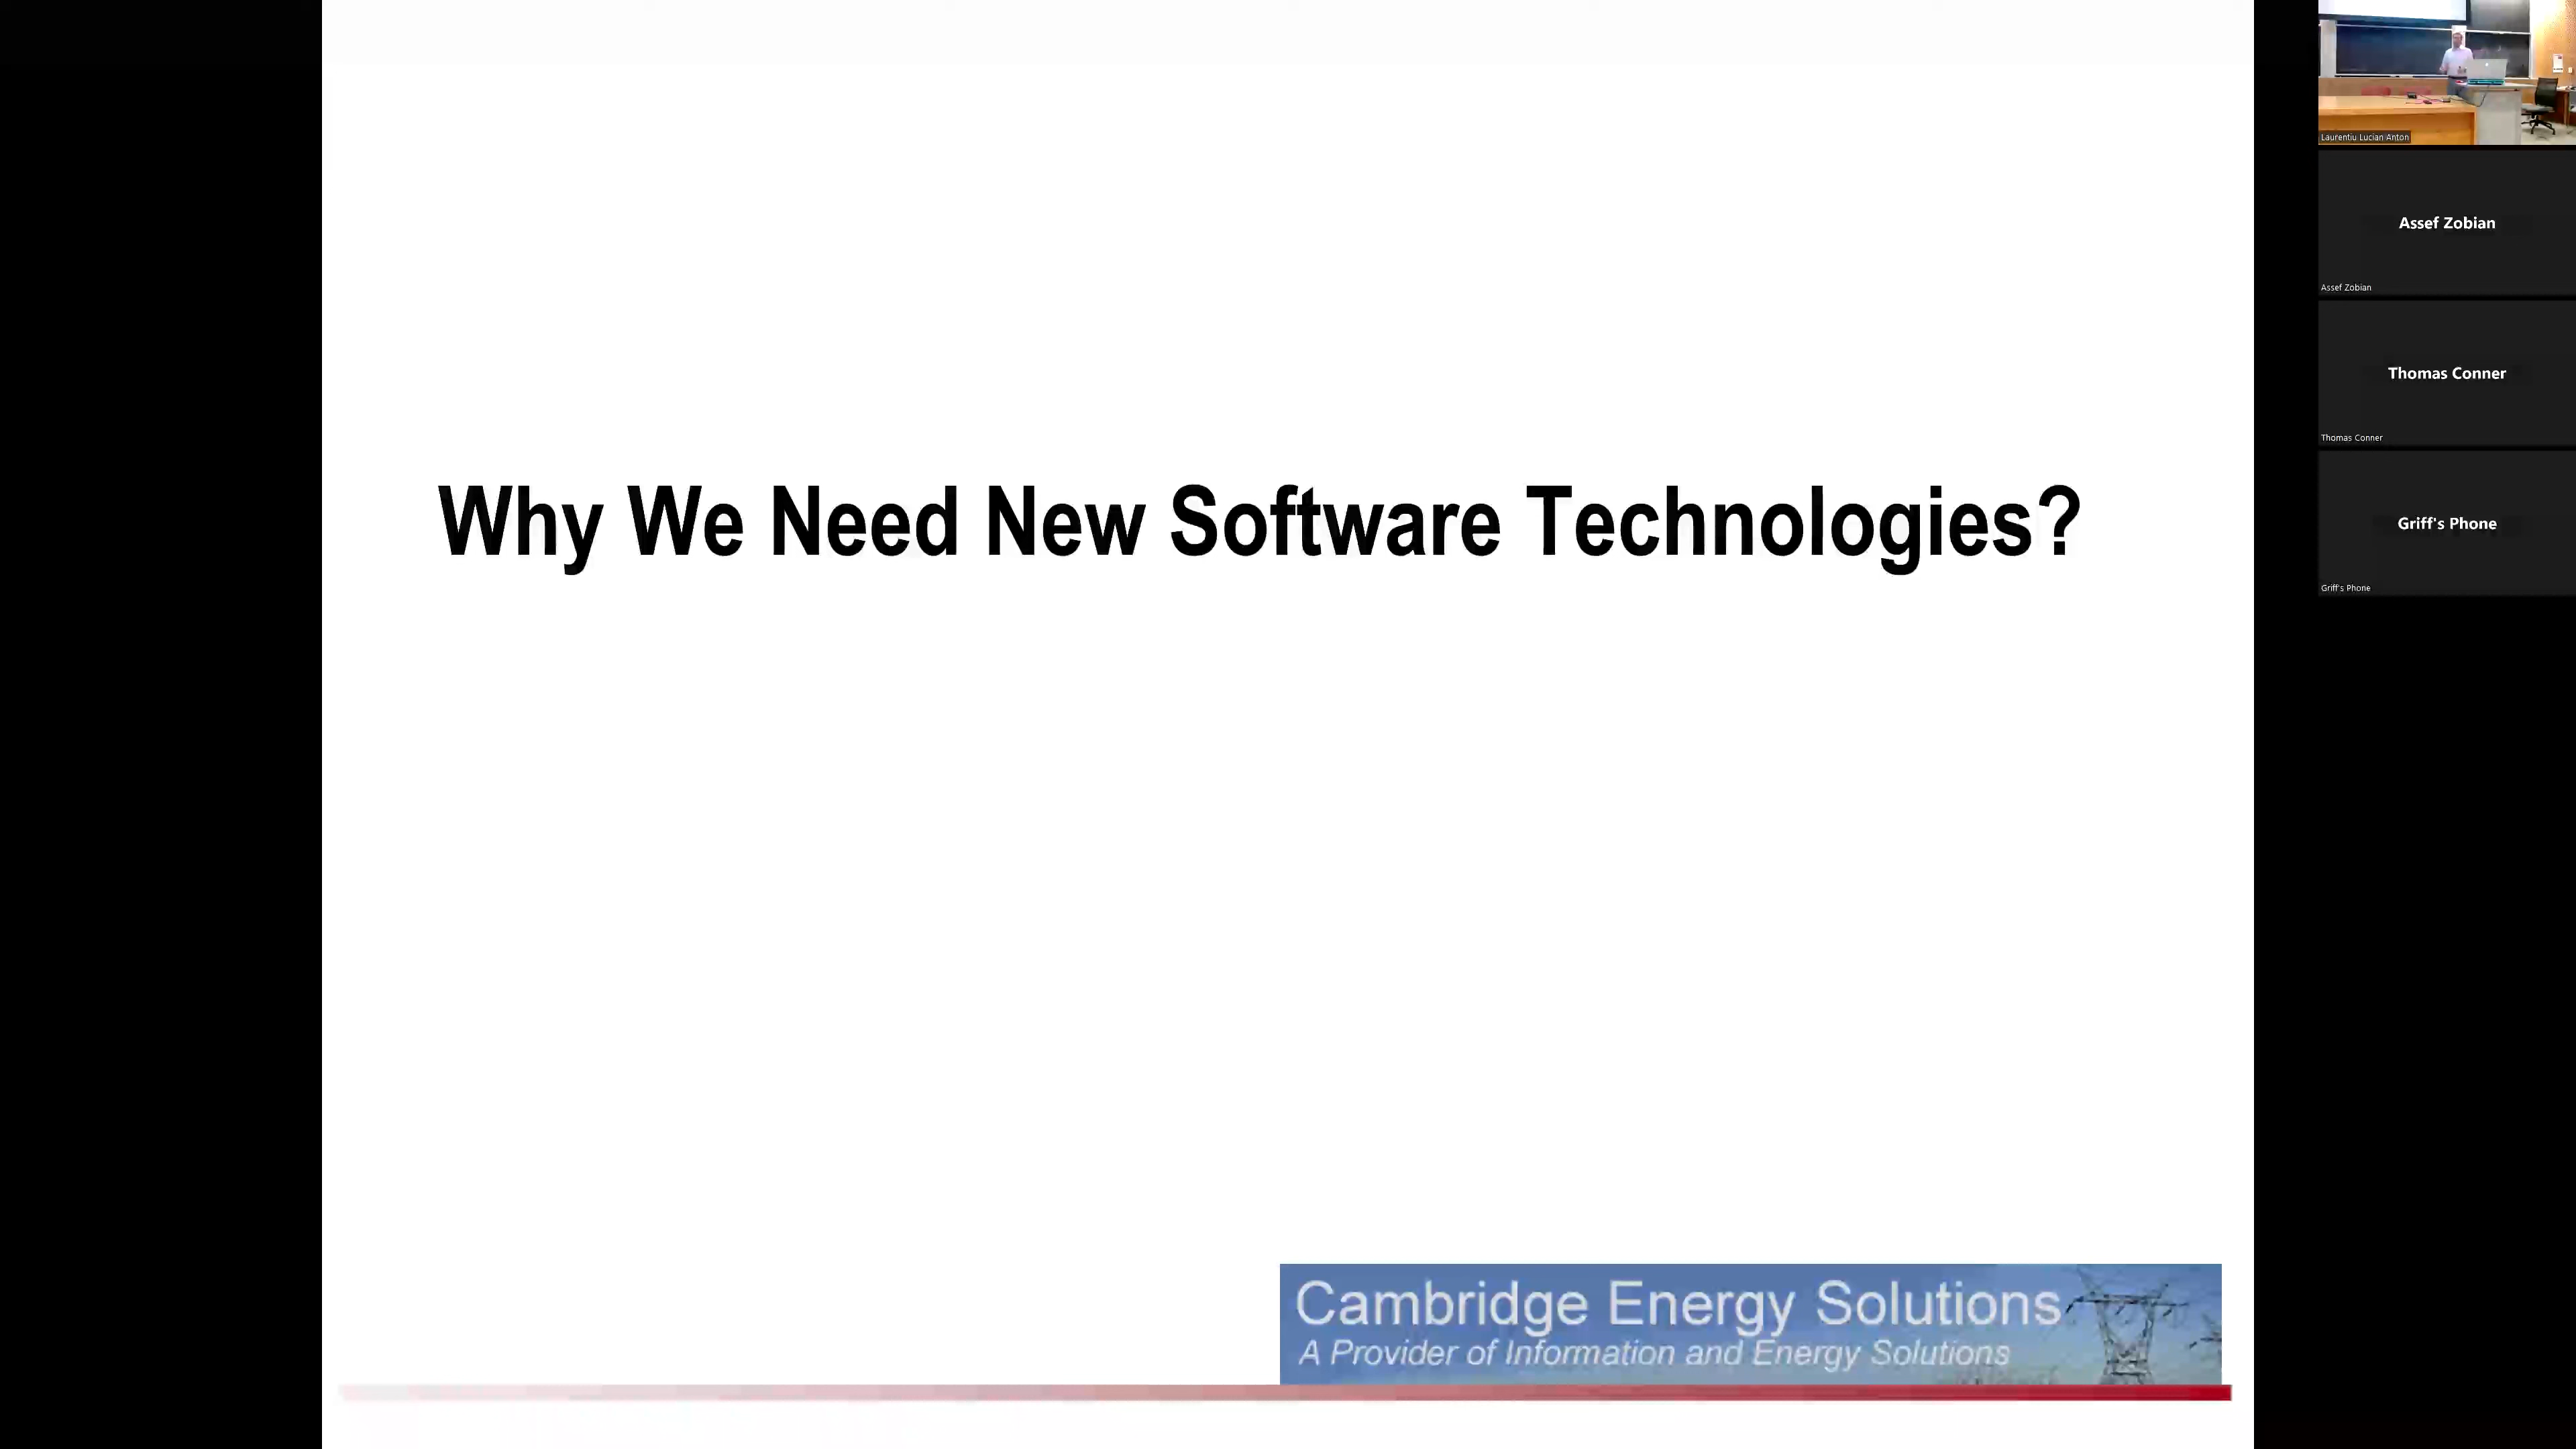 Why We Need New Software Technologies?
Cambridge Energy Solutions
A Provider of Information and Energy Solutions
Laurentiu Lucian Anton
Assef Zobian
Assef Zobian
Thomas Conner
Thomas Conner
Griff's Phone
Griff's Phone